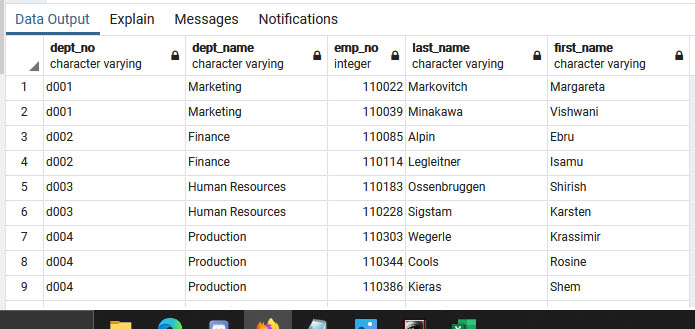 Data Output Explain Messages Notifications
dept_no dept_name emp_no last_name first_name
character varying character varying integer character varying character varying
1 d001 Marketing 110022 Markovitch Margareta
2 d001 Marketing 110039 Minakawa Vishwani
3 d002 Finance 110085 Alpin Ebru
4 d002 Finance 110114 Legleitner Isamu
5 d003 Human Resources 110183 Ossenbruggen Shirish
6 d003 Human Resources 110228 Sigstam Karsten
7 d004 Production 110303 Wegerle Krassimir
8 d004 Production 110344 Cools Rosine
9 d004 Production 110386 Kieras Shem